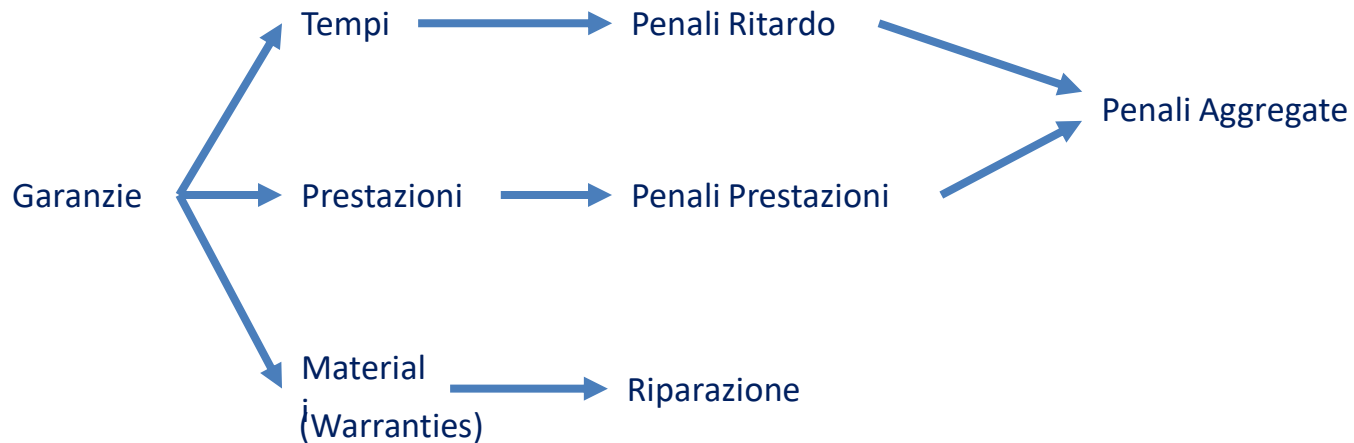 Tempi
Penali Ritardo
Penali Aggregate
Garanzie
Prestazioni
Penali Prestazioni
Material
i
(Warranties)
Riparazione